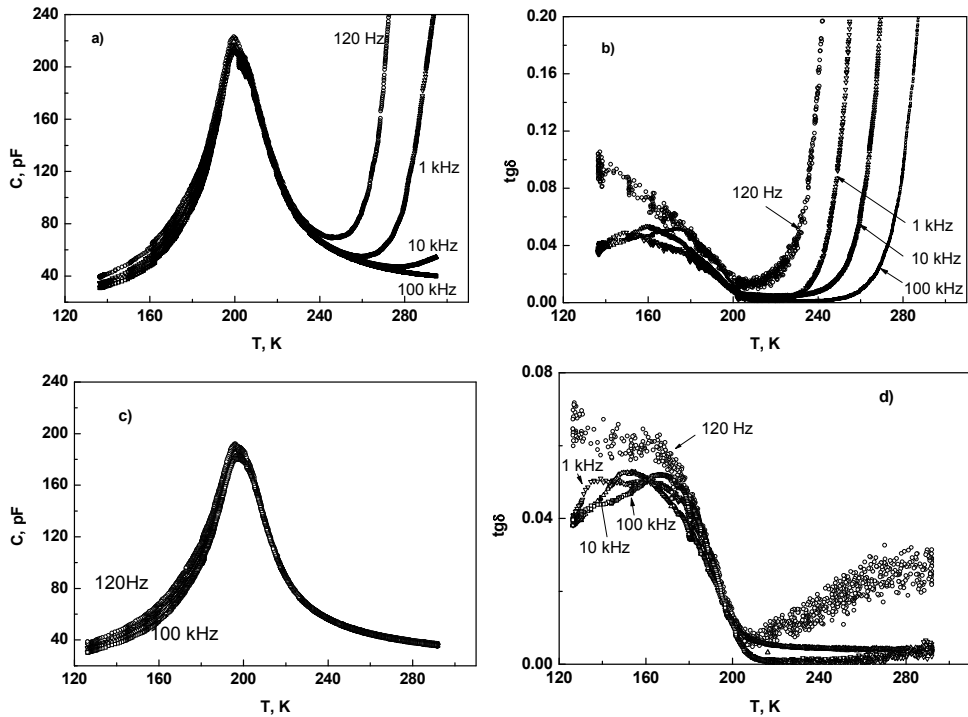 a)
C, pF
240
200
160
120
80
40
120 Hz
1 kHz
10 kHz
100 kHz
120 160 200 240 280
T, K
b)
tgδ
0.20
0.16
0.12
0.08
0.04
0.00
120 Hz
1 kHz
10 kHz
100 kHz
120 160 200 240 280
T, K
c)
C, pF
240
200
160
120
80
40
120Hz
100 kHz
120 160 200 240 280
T, K
d)
tgδ
0.08
0.04
0.00
120 Hz
1 kHz
100 kHz
10 kHz
120 160 200 240 280
T, K